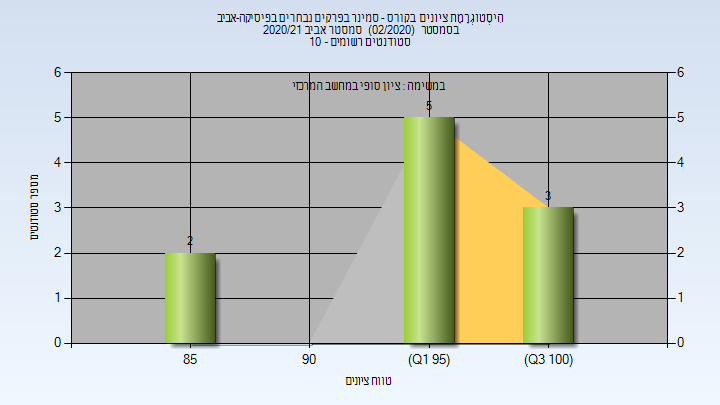 הִיסְטוֹגְרָמַת ציונים בקורס - סמינר בפרקים נבחרים בפיסיקה-אביב
בסמסטר (02/2020) סמסטר אביב 2020/21
סטודנטים רשומים - 10
במשימה : ציון סופי במחשב המרכזי
מספר סטודנטים
6
5
4
3
2
1
0
6
5
4
3
2
1
0
2
5
3
85
90
(Q1 95)
(Q3 100)
טווח ציונים